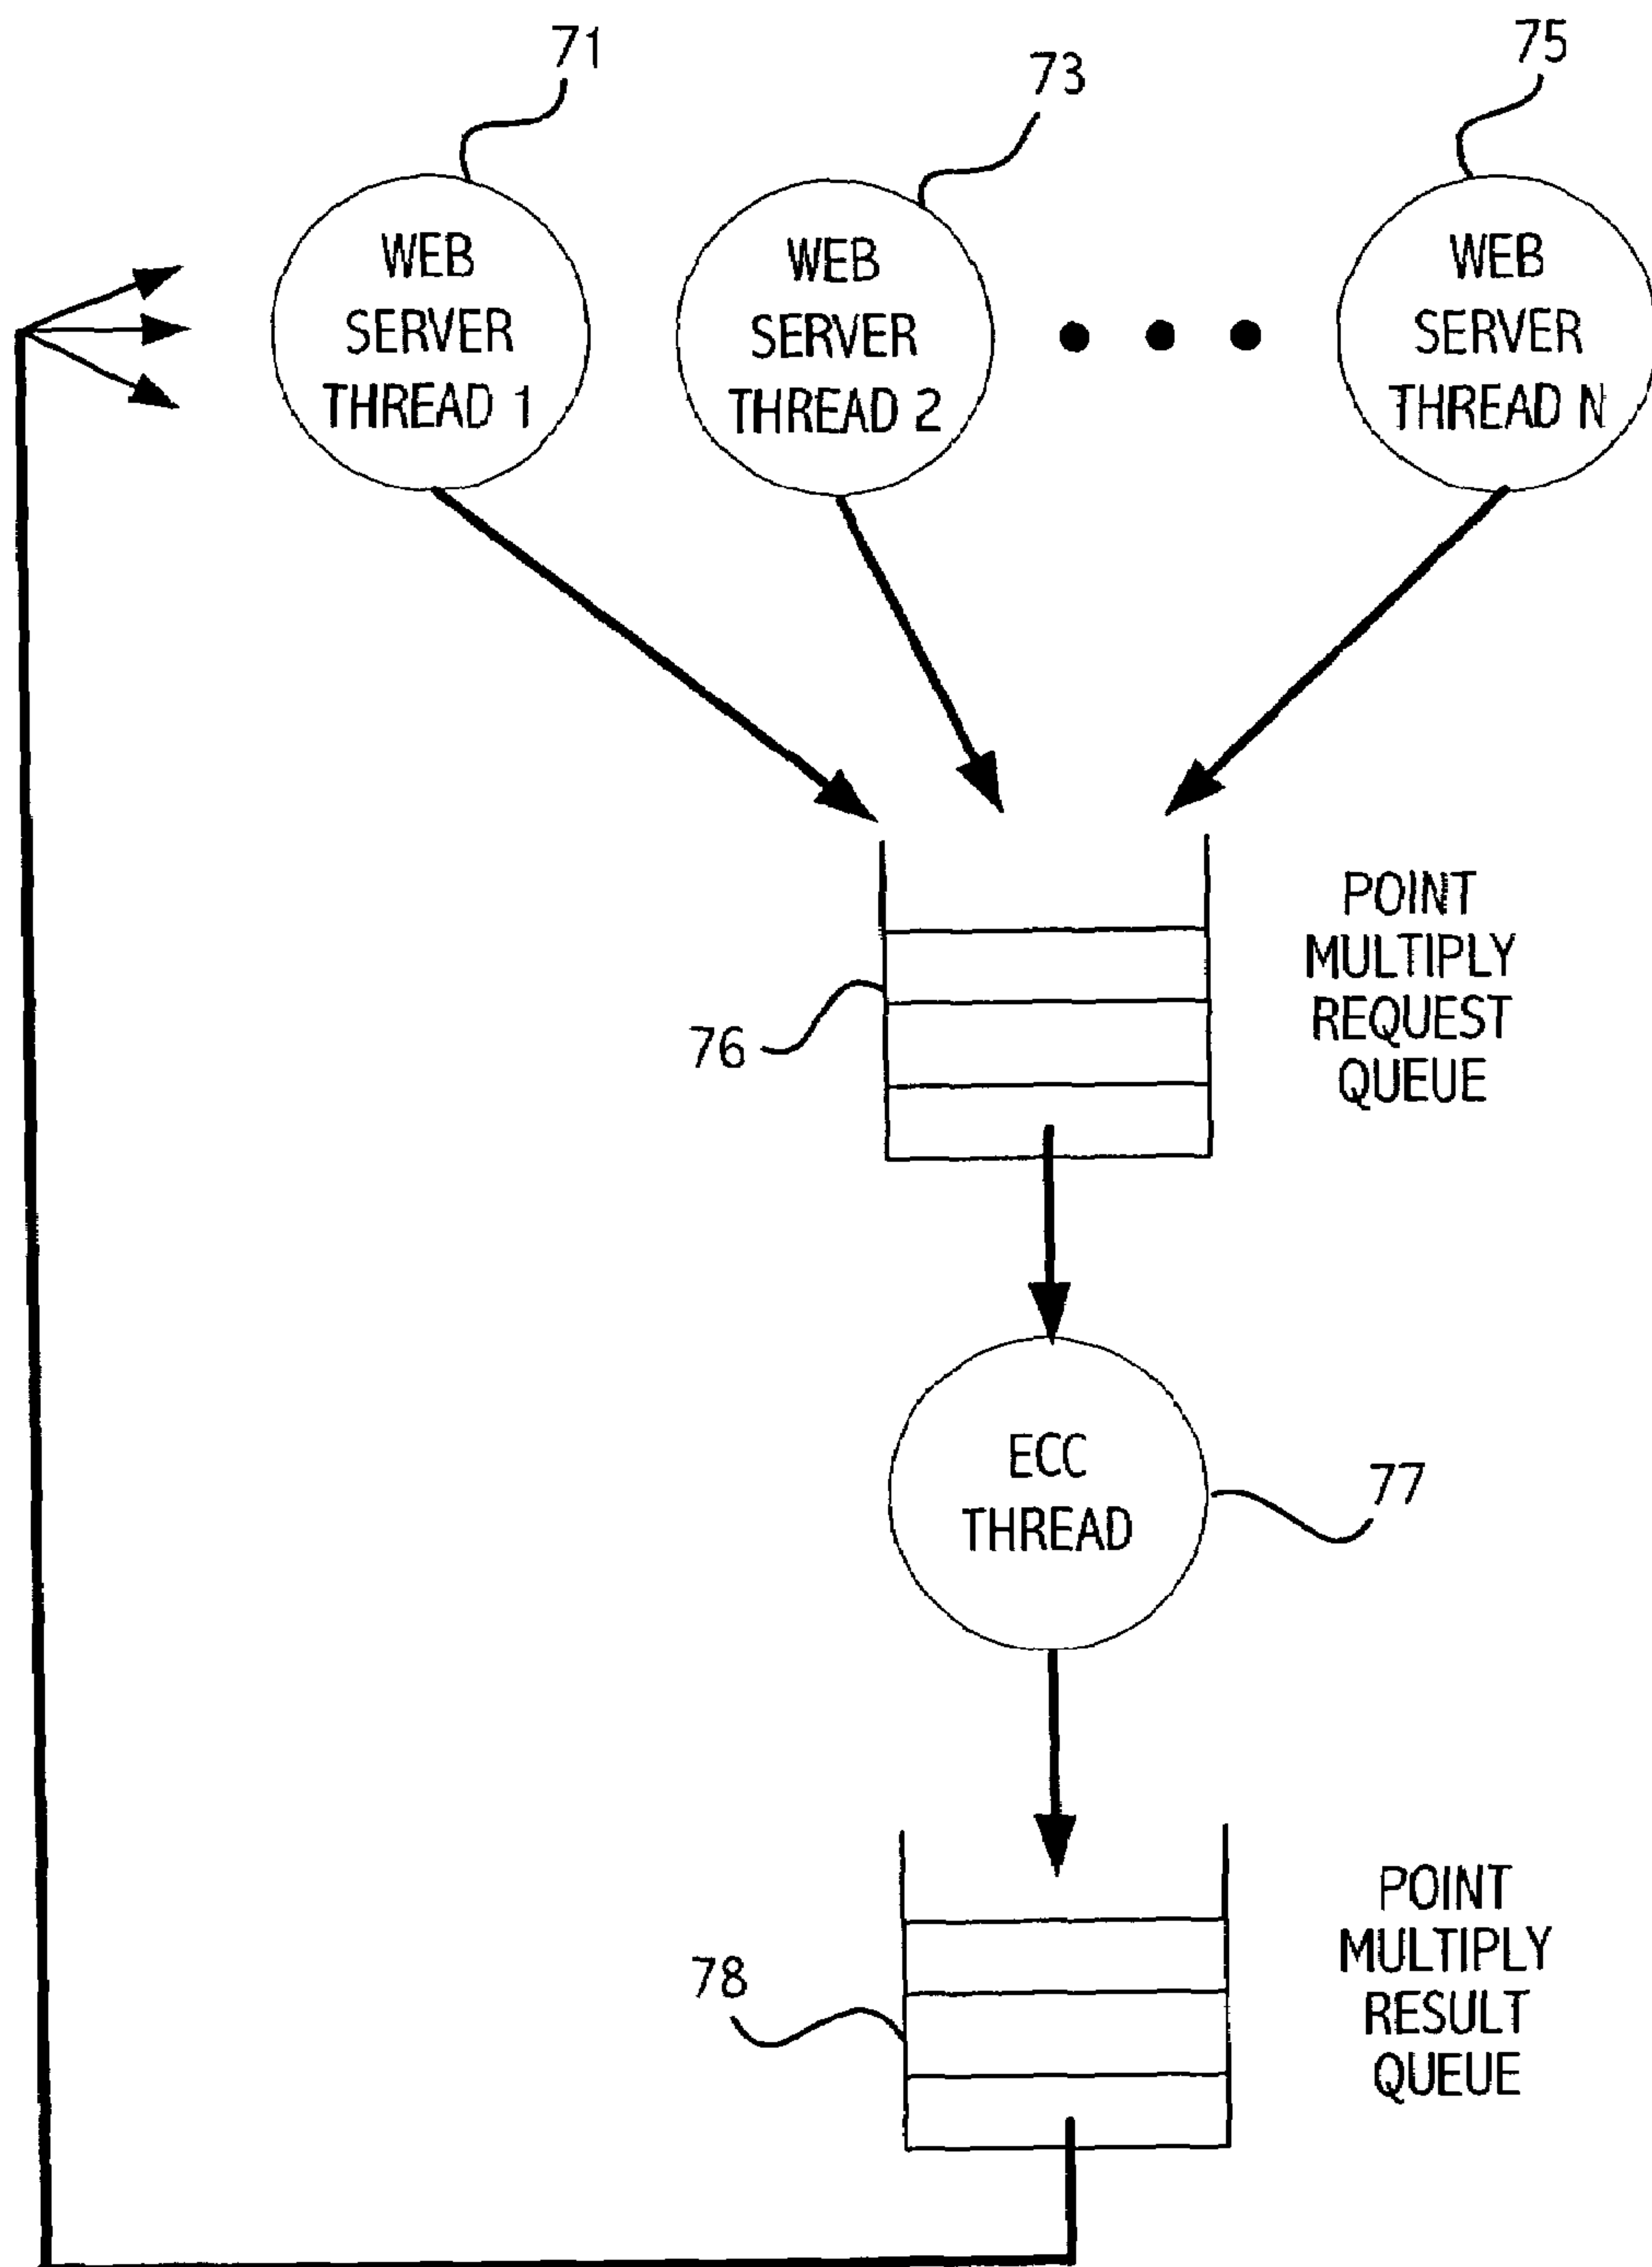 71
73
75
WEB
SERVER
THREAD 1
WEB
SERVER
THREAD 2
WEB
SERVER
THREAD N
POINT
MULTIPLY
REQUEST
QUEUE
76
ECC
THREAD
77
POINT
MULTIPLY
RESULT
QUEUE
78